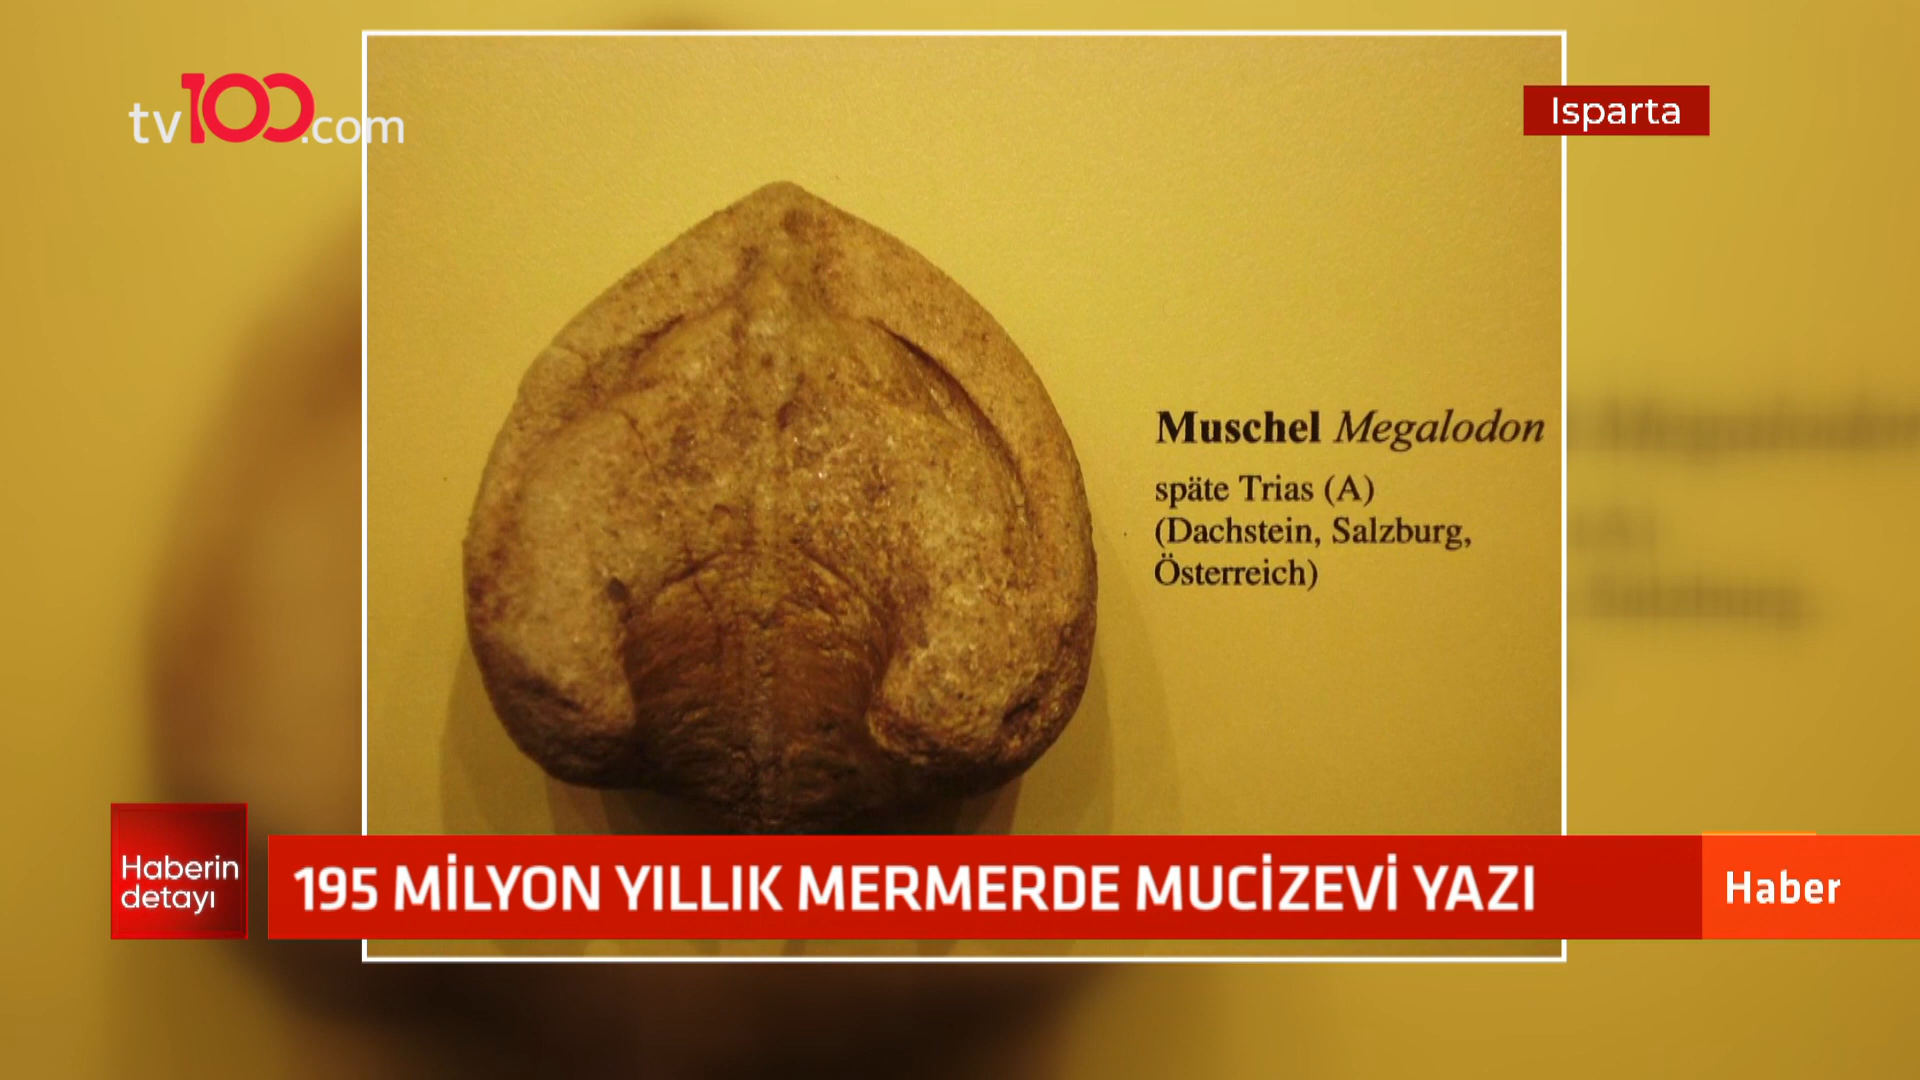 tv100.com
Isparta
Muschel Megalodon
späte Trias (A)
(Dachstein, Salzburg,
Österreich)
Haberin
detayı
195 MİLYON YILLIK MERMERDE MUCİZEVİ YAZI
Haber